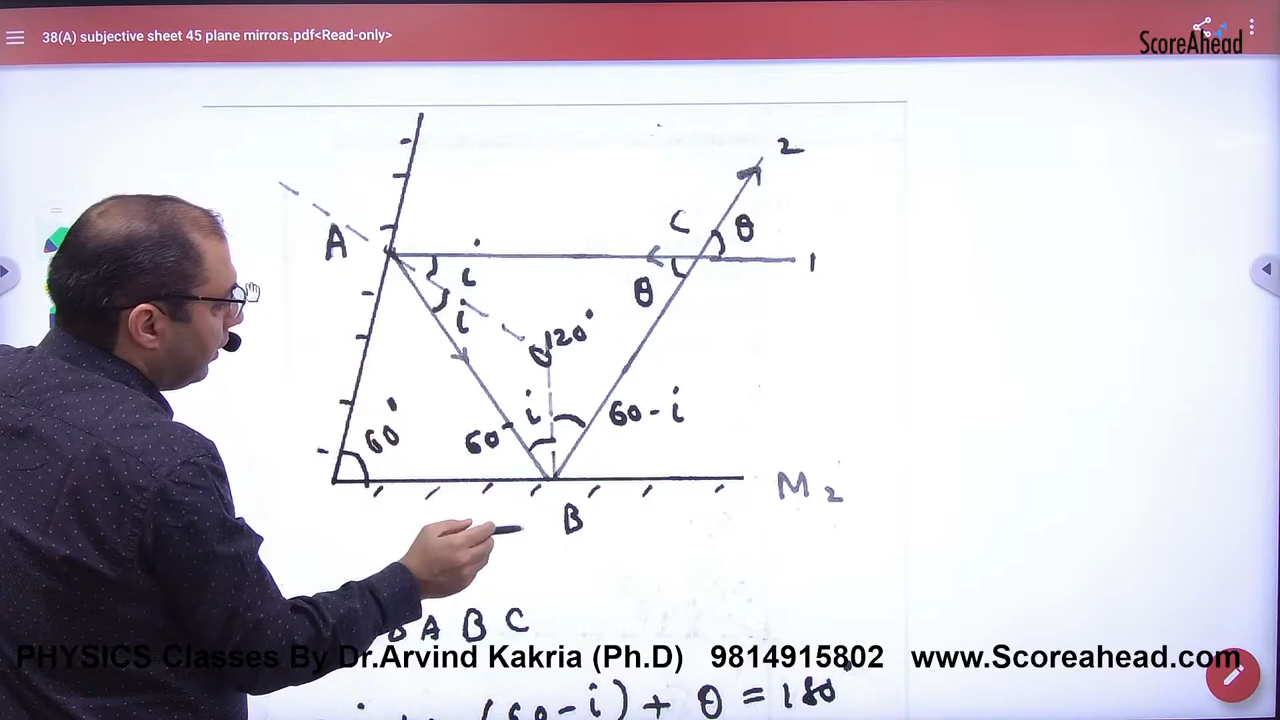 38(A) subjective sheet 45 plane mirrors.pdf<Read-only>
ScoreAhead
2
C
θ
A
i
1
θ
i
120°
60°
60-
i
60-i
M2
B
A B C
PHYSICS Classes By Dr.Arvind Kakria (Ph.D) 9814915802 www.Scoreahead.com
(60-i) + θ = 180°